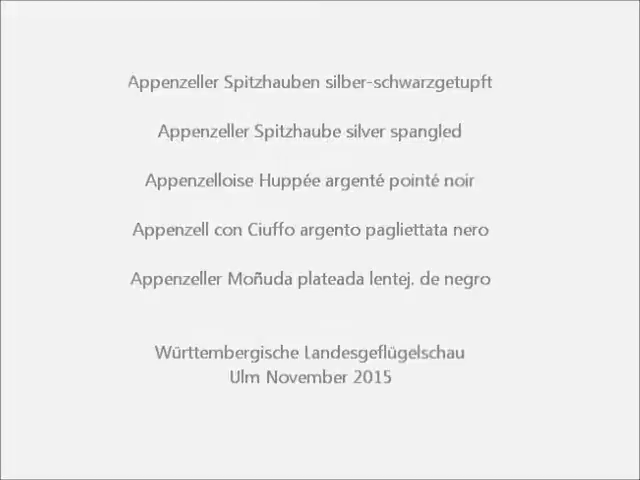 Appenzeller Spitzhauben silber-schwarzgetupft
Appenzeller Spitzhaube silver spangled
Appenzelloise Huppée argenté pointé noir
Appenzell con Ciuffo argento pagliettata nero
Appenzeller Moñuda plateada lentej. de negro
Württembergische Landesgeflügelschau
Ulm November 2015